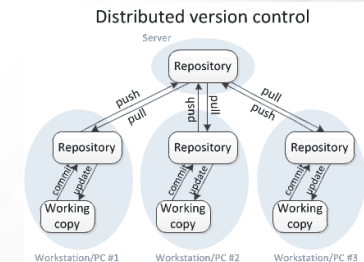 Distributed version control
Server
Repository
push
pull
push
pull
pull
push
Repository
Repository
Repository
commit
update
commit
update
commit
update
Working
copy
Working
copy
Working
copy
Workstation/PC #1
Workstation/PC #2
Workstation/PC #3